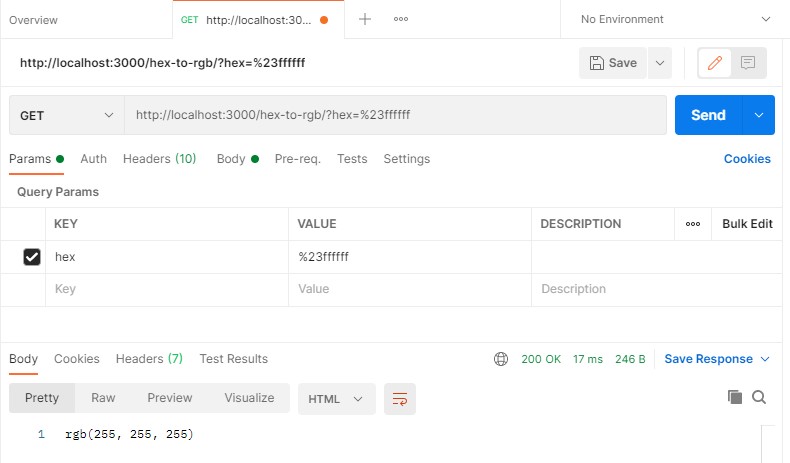 Overview GET http://localhost:30... No Environment
http://localhost:3000/hex-to-rgb/?hex=%23ffffff Save
GET http://localhost:3000/hex-to-rgb/?hex=%23ffffff Send
Params Auth Headers (10) Body Pre-req. Tests Settings Cookies
Query Params
KEY VALUE DESCRIPTION Bulk Edit
hex %23ffffff
Key Value Description
Body Cookies Headers (7) Test Results 200 OK 17 ms 246 B Save Response
Pretty Raw Preview Visualize HTML
1 rgb(255, 255, 255)